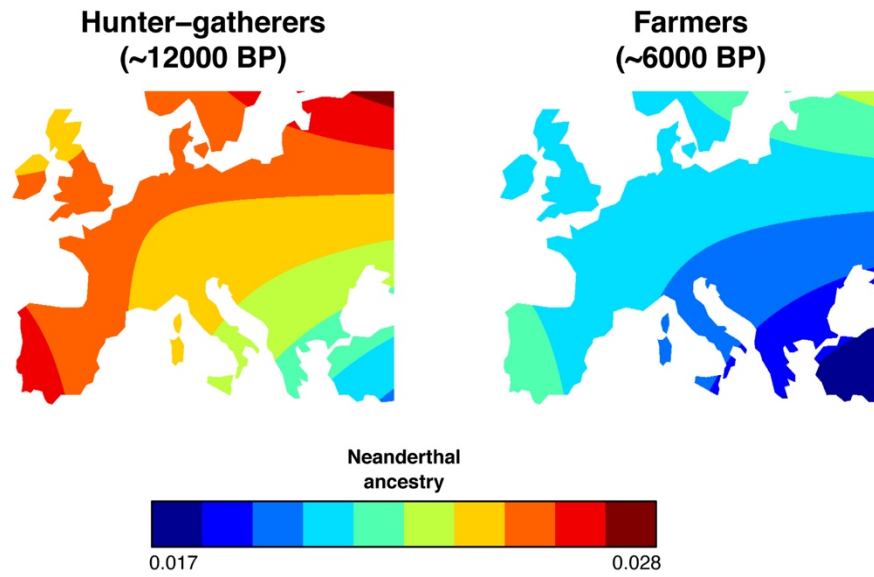 Hunter–gatherers
(~12000 BP)
Farmers
(~6000 BP)
Neanderthal
ancestry
0.017
0.028